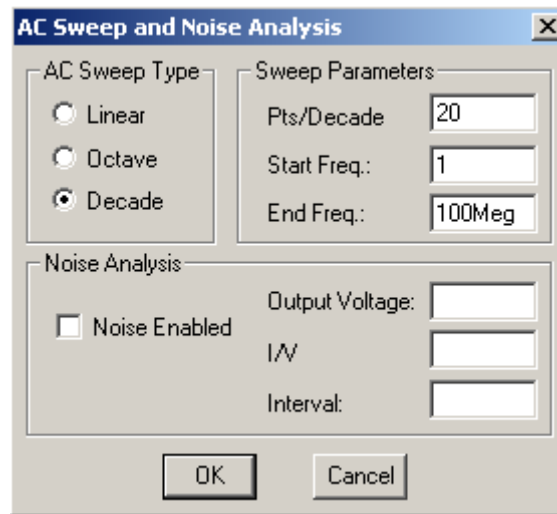 AC Sweep and Noise Analysis
AC Sweep Type
Linear
Octave
Decade
Sweep Parameters
Pts/Decade 20
Start Freq.: 1
End Freq.: 100Meg
Noise Analysis
Noise Enabled
Output Voltage:
I/V
Interval:
OK Cancel